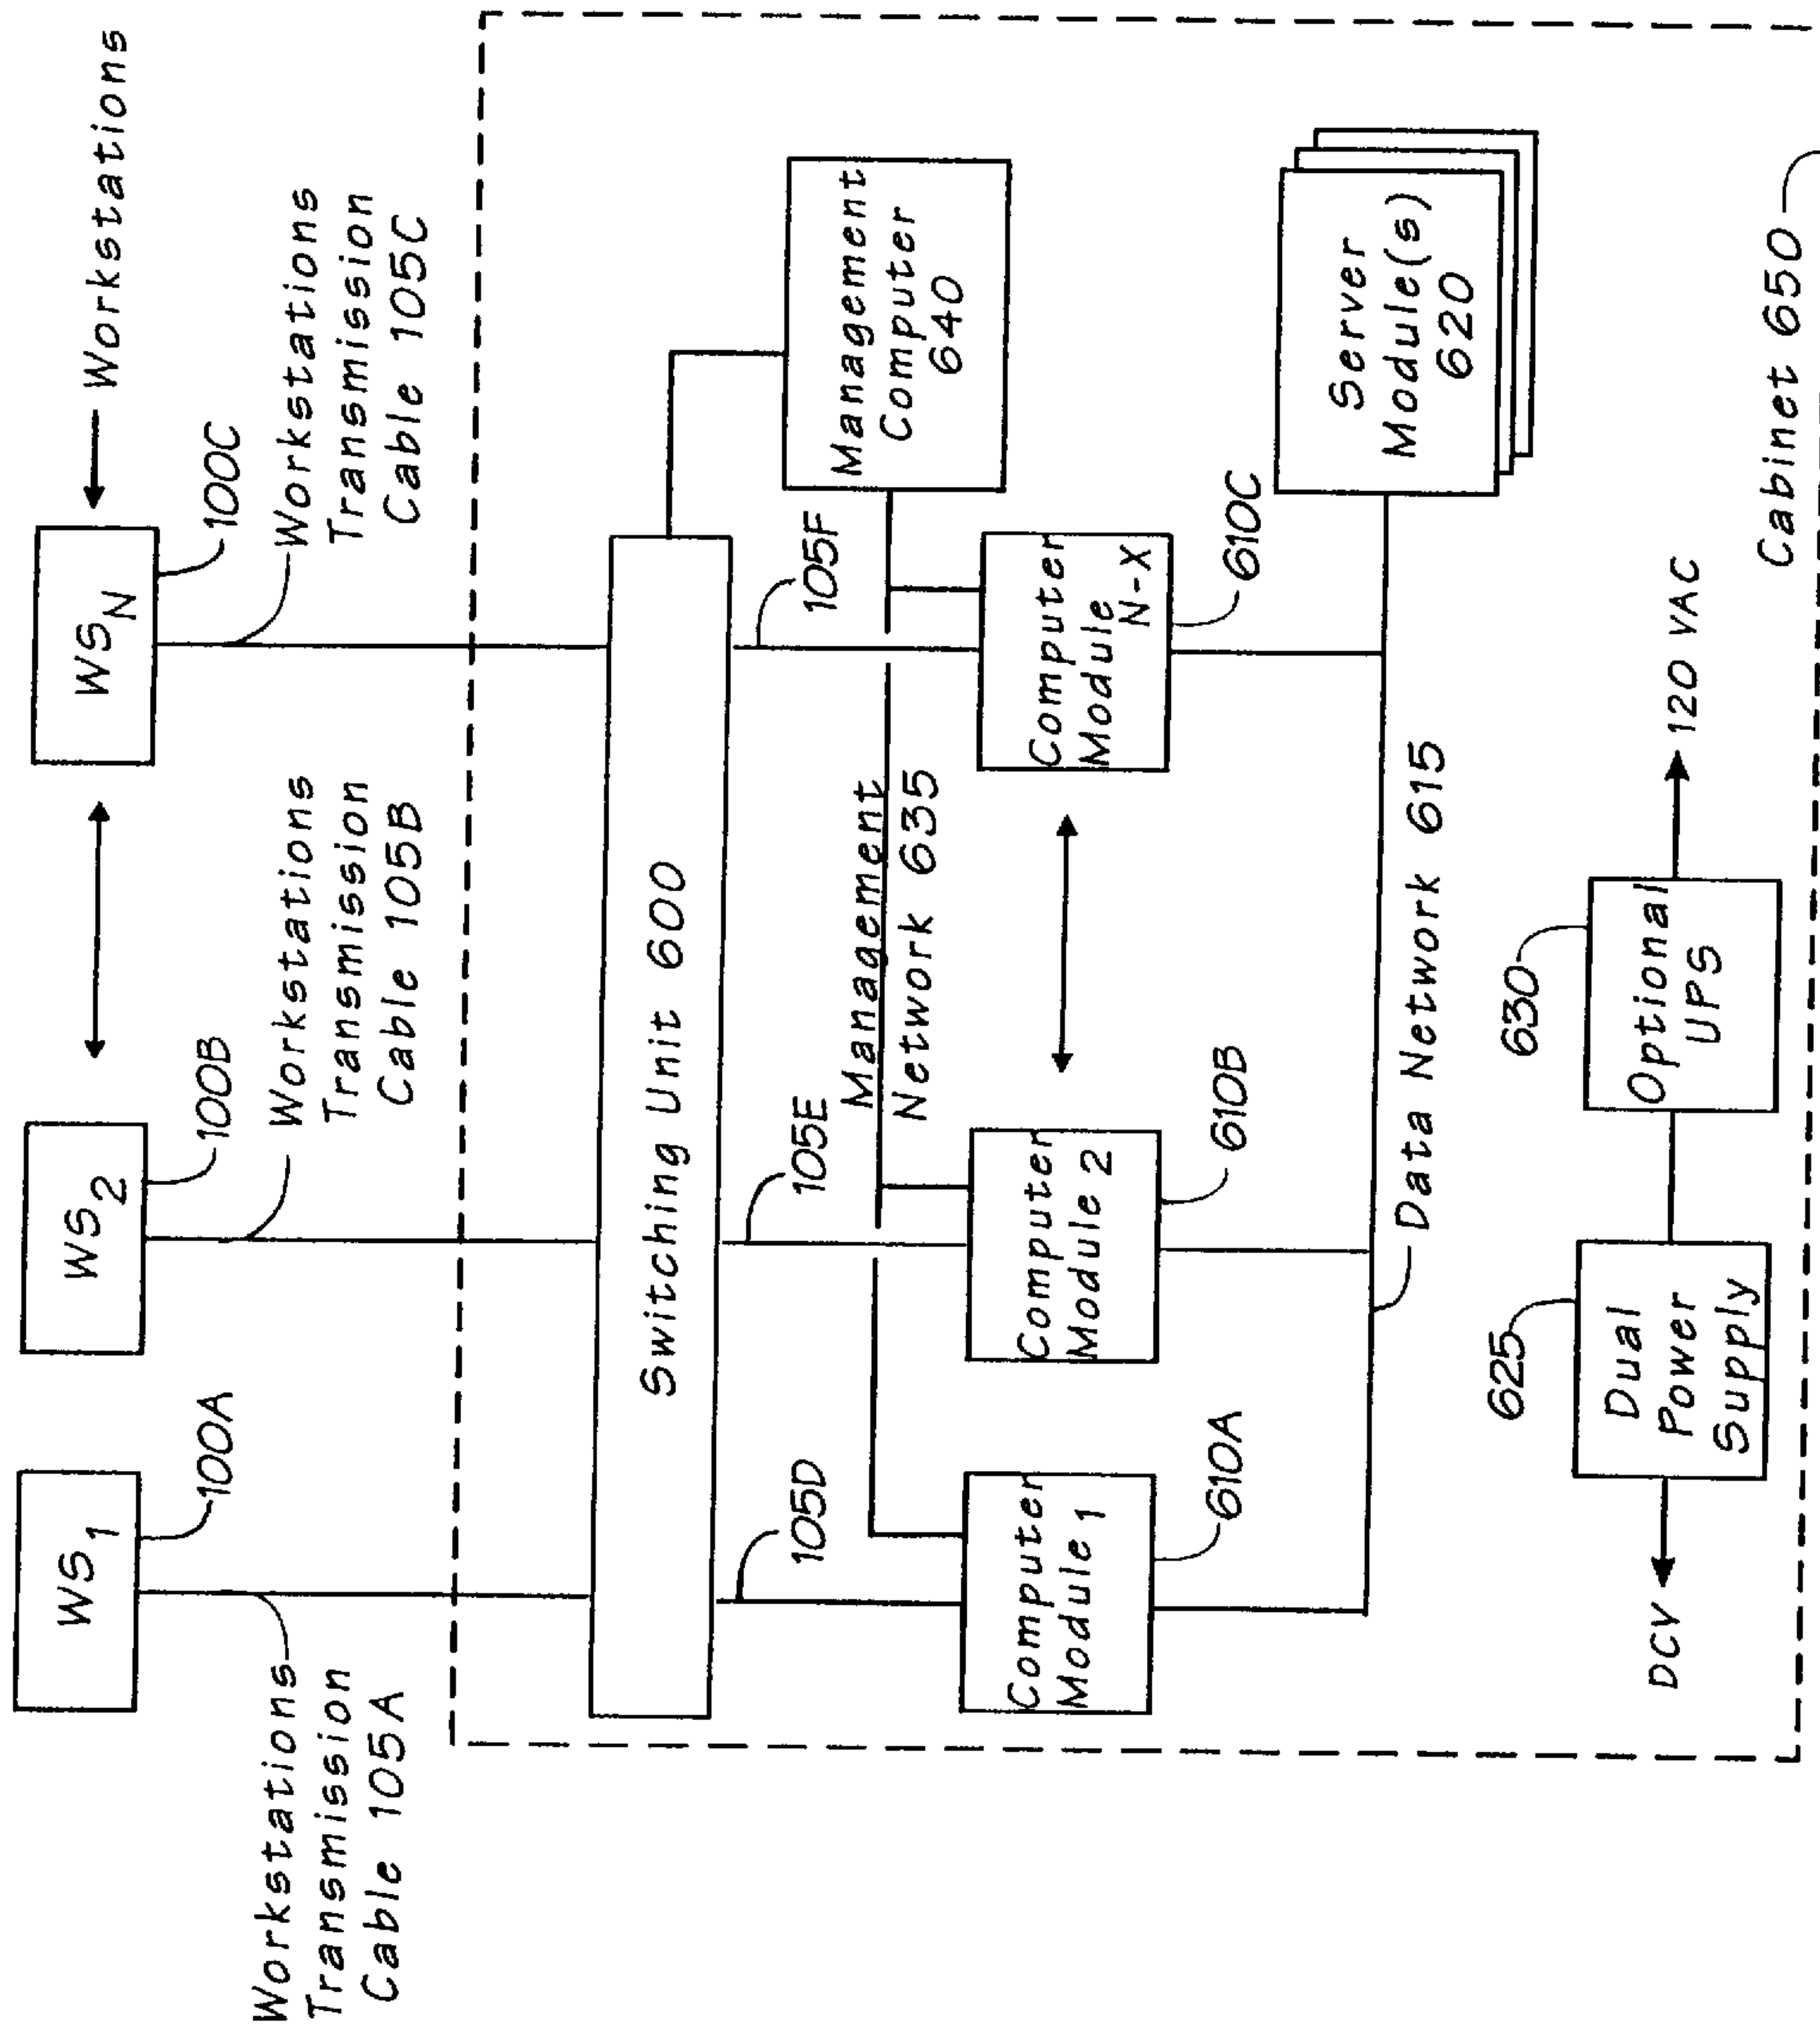 Workstations
Transmission
Cable 105A
WS1
100A
WS2
100B
Workstations
Transmission
Cable 105B
WSN
100C
Workstations
Workstations
Transmission
Cable 105C
Switching Unit 600
105D
105E
105F
Management
Network 635
Management
Computer
640
Computer
Module 1
610A
Computer
Module 2
610B
Computer
Module
N-X
610C
Server
Module(s)
620
Data Network 615
625
Dual
Power
Supply
DCV
630
Optional
UPS
120 VAC
Cabinet 650